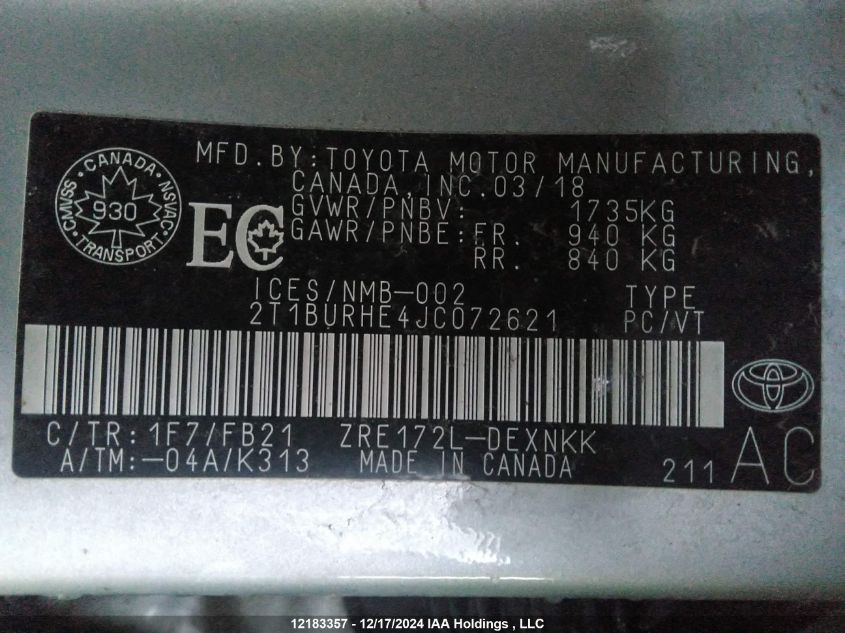 MFD.BY:TOYOTA MOTOR MANUFACTURING,
CANADA,INC.03/18
GVWR/PNBV: 1735KG
GAWR/PNBE:FR. 940 KG
RR. 840 KG
CANADA
CMVSS
NSVAC
930
TRANSPORT
EC
ICES/NMB-002 TYPE
2T1BURHE4JC072621 PC/VT
C/TR:1F7/FB21 ZRE172L-DEXNKK
A/TM:-04A/K313 MADE IN CANADA 211 AC
12183357 - 12/17/2024 IAA Holdings , LLC